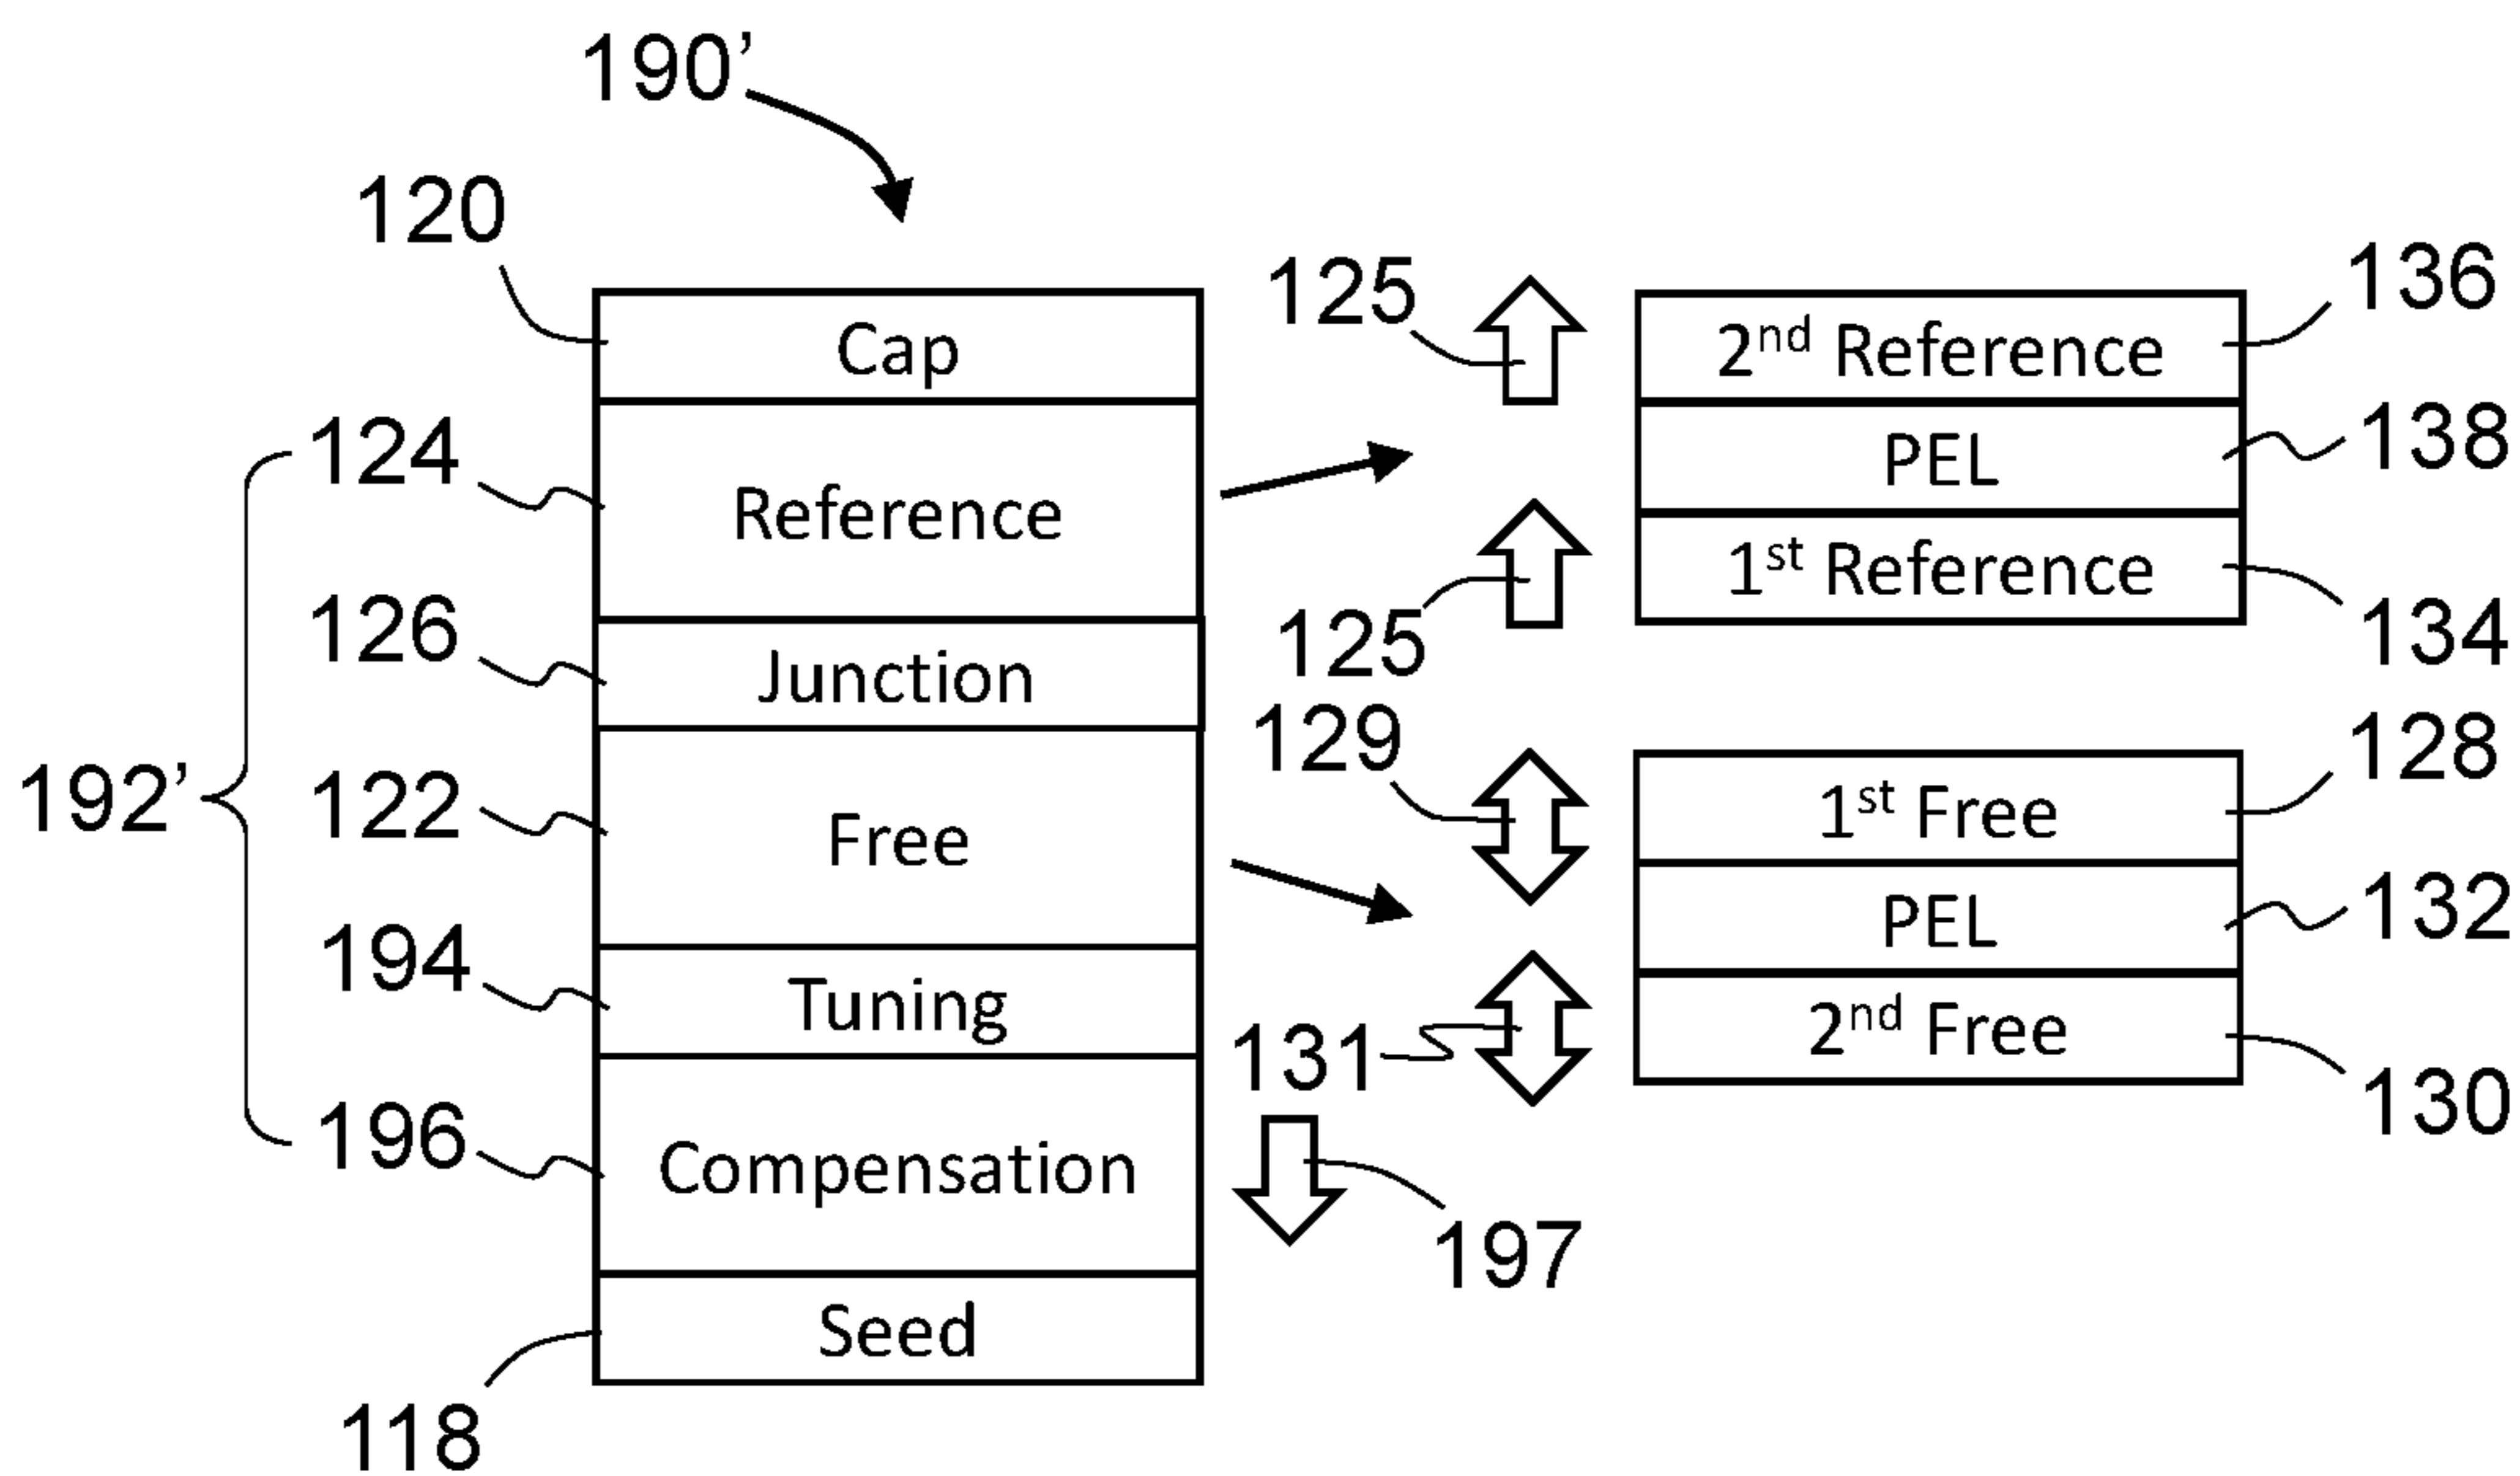 190’
120
Cap
125
2nd Reference
136
124
Reference
PEL
138
125
1st Reference
134
126
Junction
129
1st Free
128
192’
122
Free
PEL
132
194
Tuning
131
2nd Free
130
196
Compensation
197
Seed
118